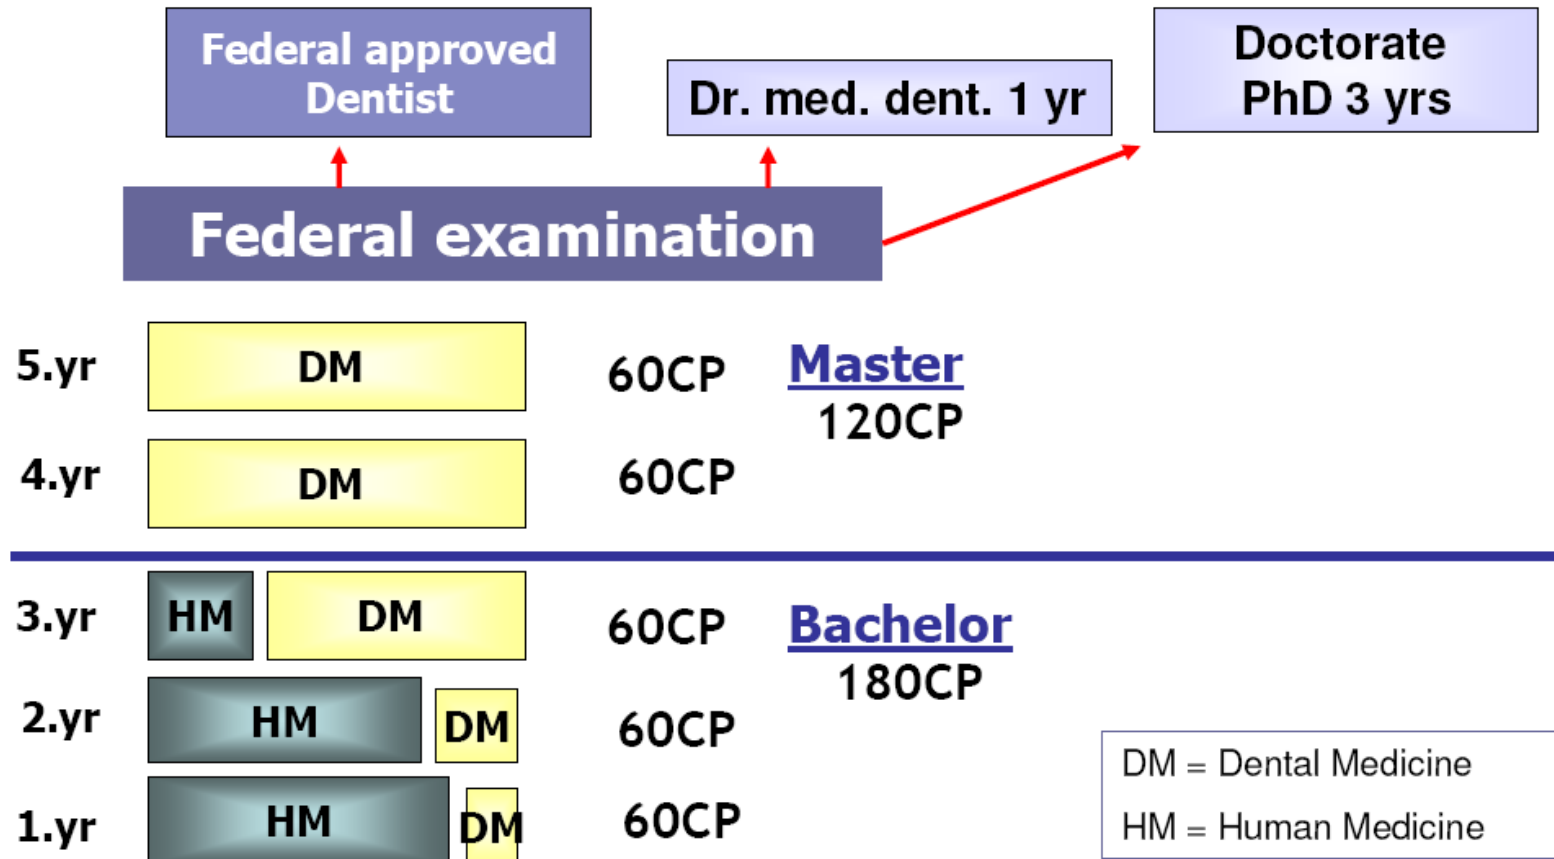 Federal approved
Dentist
Dr. med. dent. 1 yr
Doctorate
PhD 3 yrs
Federal examination
5.yr
DM
60CP
Master
120CP
4.yr
DM
60CP
3.yr
HM
DM
60CP
Bachelor
180CP
2.yr
HM
DM
60CP
1.yr
HM
DM
60CP
DM = Dental Medicine
HM = Human Medicine